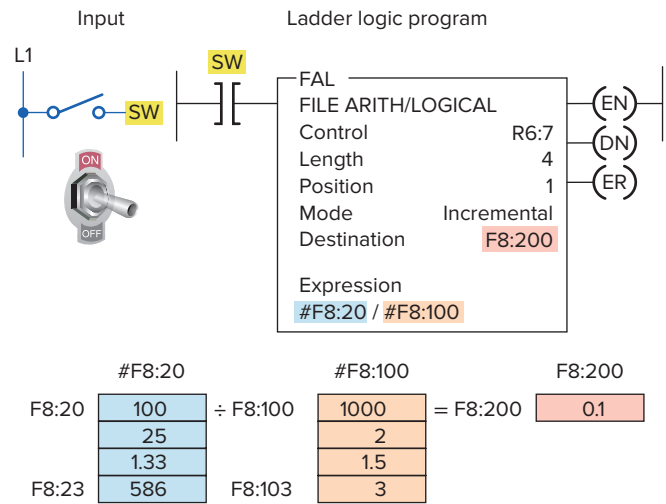 Input
Ladder logic program
L1
SW
SW
ON
OFF
FAL
FILE ARITH/LOGICAL
Control R6:7
Length 4
Position 1
Mode Incremental
Destination F8:200
Expression
#F8:20 / #F8:100
EN
DN
ER
#F8:20 #F8:100 F8:200
F8:20 100 ÷ F8:100 1000 = F8:200 0.1
25 2
1.33 1.5
F8:23 586 F8:103 3